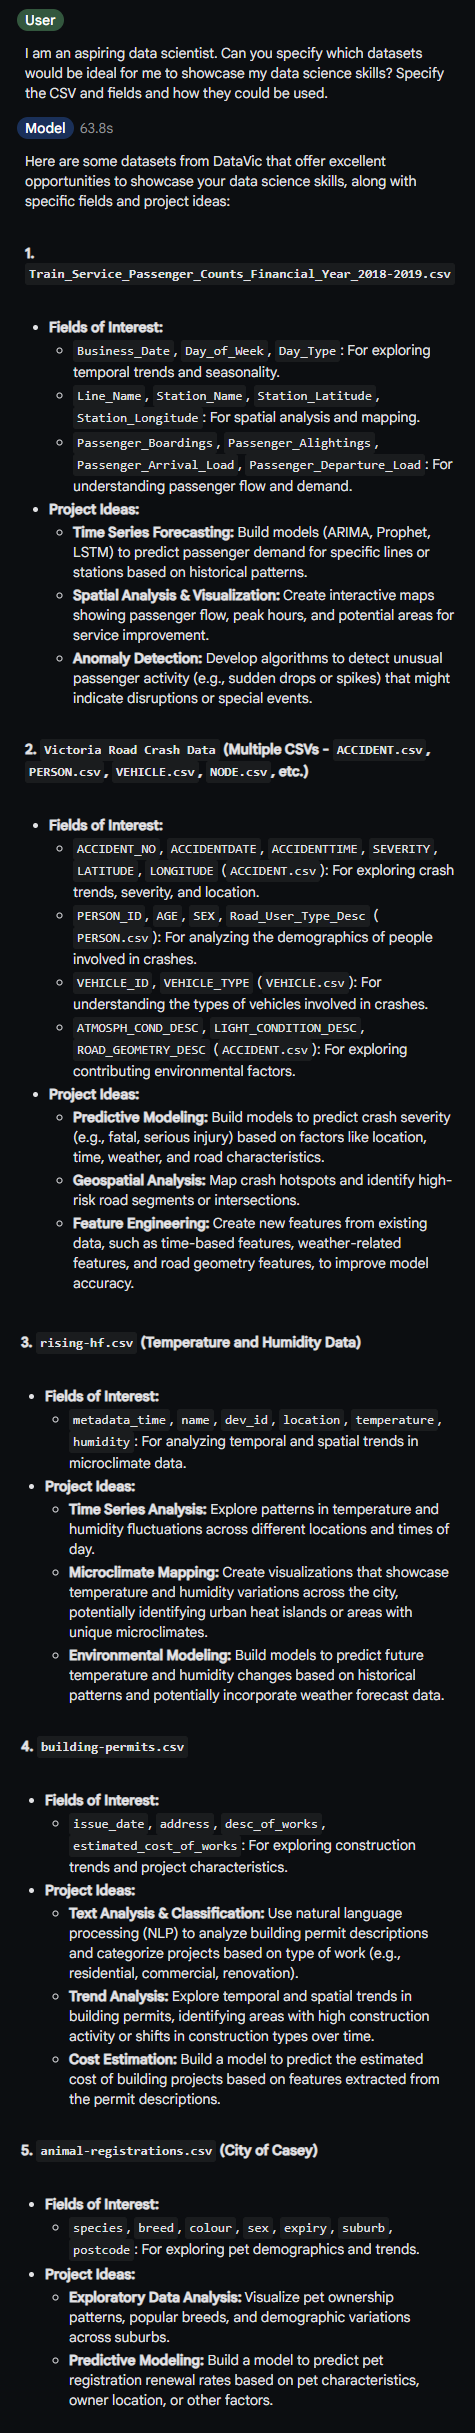 User
I am an aspiring data scientist. Can you specify which datasets
would be ideal for me to showcase my data science skills? Specify
the CSV and fields and how they could be used.
Model 63.8s
Here are some datasets from DataVic that offer excellent
opportunities to showcase your data science skills, along with
specific fields and project ideas:
1.
Train_Service_Passenger_Counts_Financial_Year_2018-2019.csv
• Fields of Interest:
◦ Business_Date, Day_of_Week, Day_Type: For exploring
temporal trends and seasonality.
◦ Line_Name, Station_Name, Station_Latitude,
Station_Longitude: For spatial analysis and mapping.
◦ Passenger_Boardings, Passenger_Alightings,
Passenger_Arrival_Load, Passenger_Departure_Load: For
understanding passenger flow and demand.
• Project Ideas:
◦ Time Series Forecasting: Build models (ARIMA, Prophet,
LSTM) to predict passenger demand for specific lines or
stations based on historical patterns.
◦ Spatial Analysis & Visualization: Create interactive maps
showing passenger flow, peak hours, and potential areas for
service improvement.
◦ Anomaly Detection: Develop algorithms to detect unusual
passenger activity (e.g., sudden drops or spikes) that might
indicate disruptions or special events.
2. Victoria Road Crash Data (Multiple CSVs - ACCIDENT.csv,
PERSON.csv, VEHICLE.csv, NODE.csv, etc.)
• Fields of Interest:
◦ ACCIDENT_NO, ACCIDENTDATE, ACCIDENTTIME, SEVERITY,
LATITUDE, LONGITUDE (ACCIDENT.csv): For exploring crash
trends, severity, and location.
◦ PERSON_ID, AGE, SEX, Road_User_Type_Desc (
PERSON.csv): For analyzing the demographics of people
involved in crashes.
◦ VEHICLE_ID, VEHICLE_TYPE (VEHICLE.csv): For
understanding the types of vehicles involved in crashes.
◦ ATMOSPH_COND_DESC, LIGHT_CONDITION_DESC,
ROAD_GEOMETRY_DESC (ACCIDENT.csv): For exploring
contributing environmental factors.
• Project Ideas:
◦ Predictive Modeling: Build models to predict crash severity
(e.g., fatal, serious injury) based on factors like location,
time, weather, and road characteristics.
◦ Geospatial Analysis: Map crash hotspots and identify high-
risk road segments or intersections.
◦ Feature Engineering: Create new features from existing
data, such as time-based features, weather-related
features, and road geometry features, to improve model
accuracy.
3. rising-hf.csv (Temperature and Humidity Data)
• Fields of Interest:
◦ metadata_time, name, dev_id, location, temperature,
humidity: For analyzing temporal and spatial trends in
microclimate data.
• Project Ideas:
◦ Time Series Analysis: Explore patterns in temperature and
humidity fluctuations across different locations and times of
day.
◦ Microclimate Mapping: Create visualizations that showcase
temperature and humidity variations across the city,
potentially identifying urban heat islands or areas with
unique microclimates.
◦ Environmental Modeling: Build models to predict future
temperature and humidity changes based on historical
patterns and potentially incorporate weather forecast data.
4. building-permits.csv
• Fields of Interest:
◦ issue_date, address, desc_of_works,
estimated_cost_of_works: For exploring construction
trends and project characteristics.
• Project Ideas:
◦ Text Analysis & Classification: Use natural language
processing (NLP) to analyze building permit descriptions
and categorize projects based on type of work (e.g.,
residential, commercial, renovation).
◦ Trend Analysis: Explore temporal and spatial trends in
building permits, identifying areas with high construction
activity or shifts in construction types over time.
◦ Cost Estimation: Build a model to predict the estimated
cost of building projects based on features extracted from
the permit descriptions.
5. animal-registrations.csv (City of Casey)
• Fields of Interest:
◦ species, breed, colour, sex, expiry, suburb,
postcode: For exploring pet demographics and trends.
• Project Ideas:
◦ Exploratory Data Analysis: Visualize pet ownership
patterns, popular breeds, and demographic variations
across suburbs.
◦ Predictive Modeling: Build a model to predict pet
registration renewal rates based on pet characteristics,
owner location, or other factors.